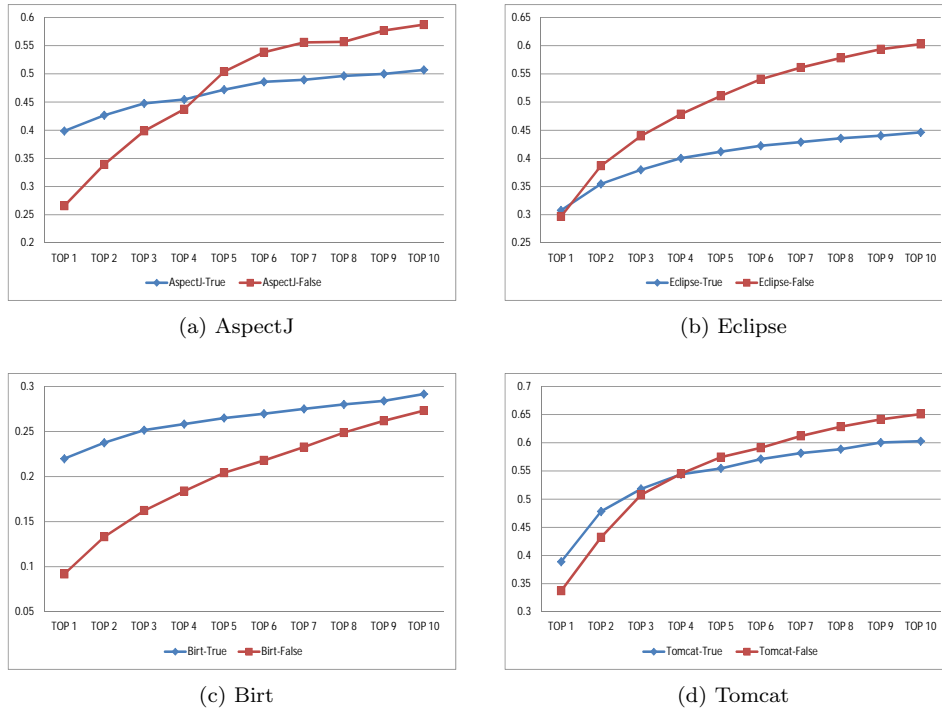 0.6
0.55
0.5
0.45
0.4
0.35
0.3
0.25
0.2
TOP 1 TOP 2 TOP 3 TOP 4 TOP 5 TOP 6 TOP 7 TOP 8 TOP 9 TOP 10
AspectJ-True AspectJ-False
(a) AspectJ
0.65
0.6
0.55
0.5
0.45
0.4
0.35
0.3
0.25
TOP 1 TOP 2 TOP 3 TOP 4 TOP 5 TOP 6 TOP 7 TOP 8 TOP 9 TOP 10
Eclipse-True Eclipse-False
(b) Eclipse
0.3
0.25
0.2
0.15
0.1
0.05
TOP 1 TOP 2 TOP 3 TOP 4 TOP 5 TOP 6 TOP 7 TOP 8 TOP 9 TOP 10
Birt-True Birt-False
(c) Birt
0.7
0.65
0.6
0.55
0.5
0.45
0.4
0.35
0.3
TOP 1 TOP 2 TOP 3 TOP 4 TOP 5 TOP 6 TOP 7 TOP 8 TOP 9 TOP 10
Tomcat-True Tomcat-False
(d) Tomcat